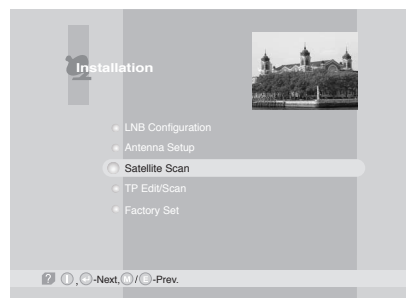 Installation
LNB Configuration
Antenna Setup
Satellite Scan
TP Edit/Scan
Factory Set
? , -Next, M / E -Prev.